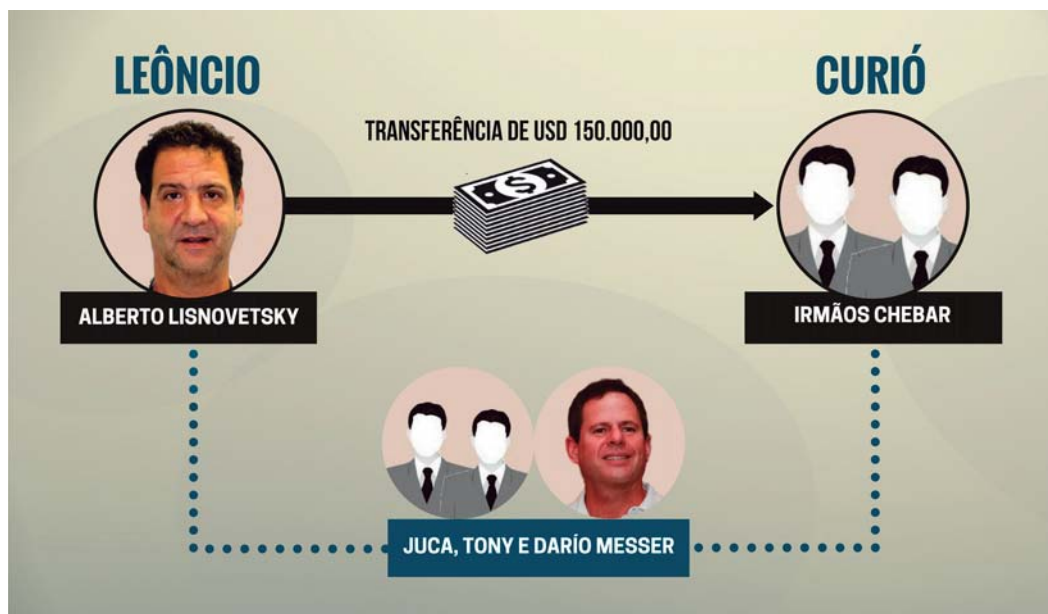 LEÔNCIO
CURIÓ
TRANSFERÊNCIA DE USD 150.000,00
$
ALBERTO LISNOVETSKY
IRMÃOS CHEBAR
JUCA, TONY E DARÍO MESSER